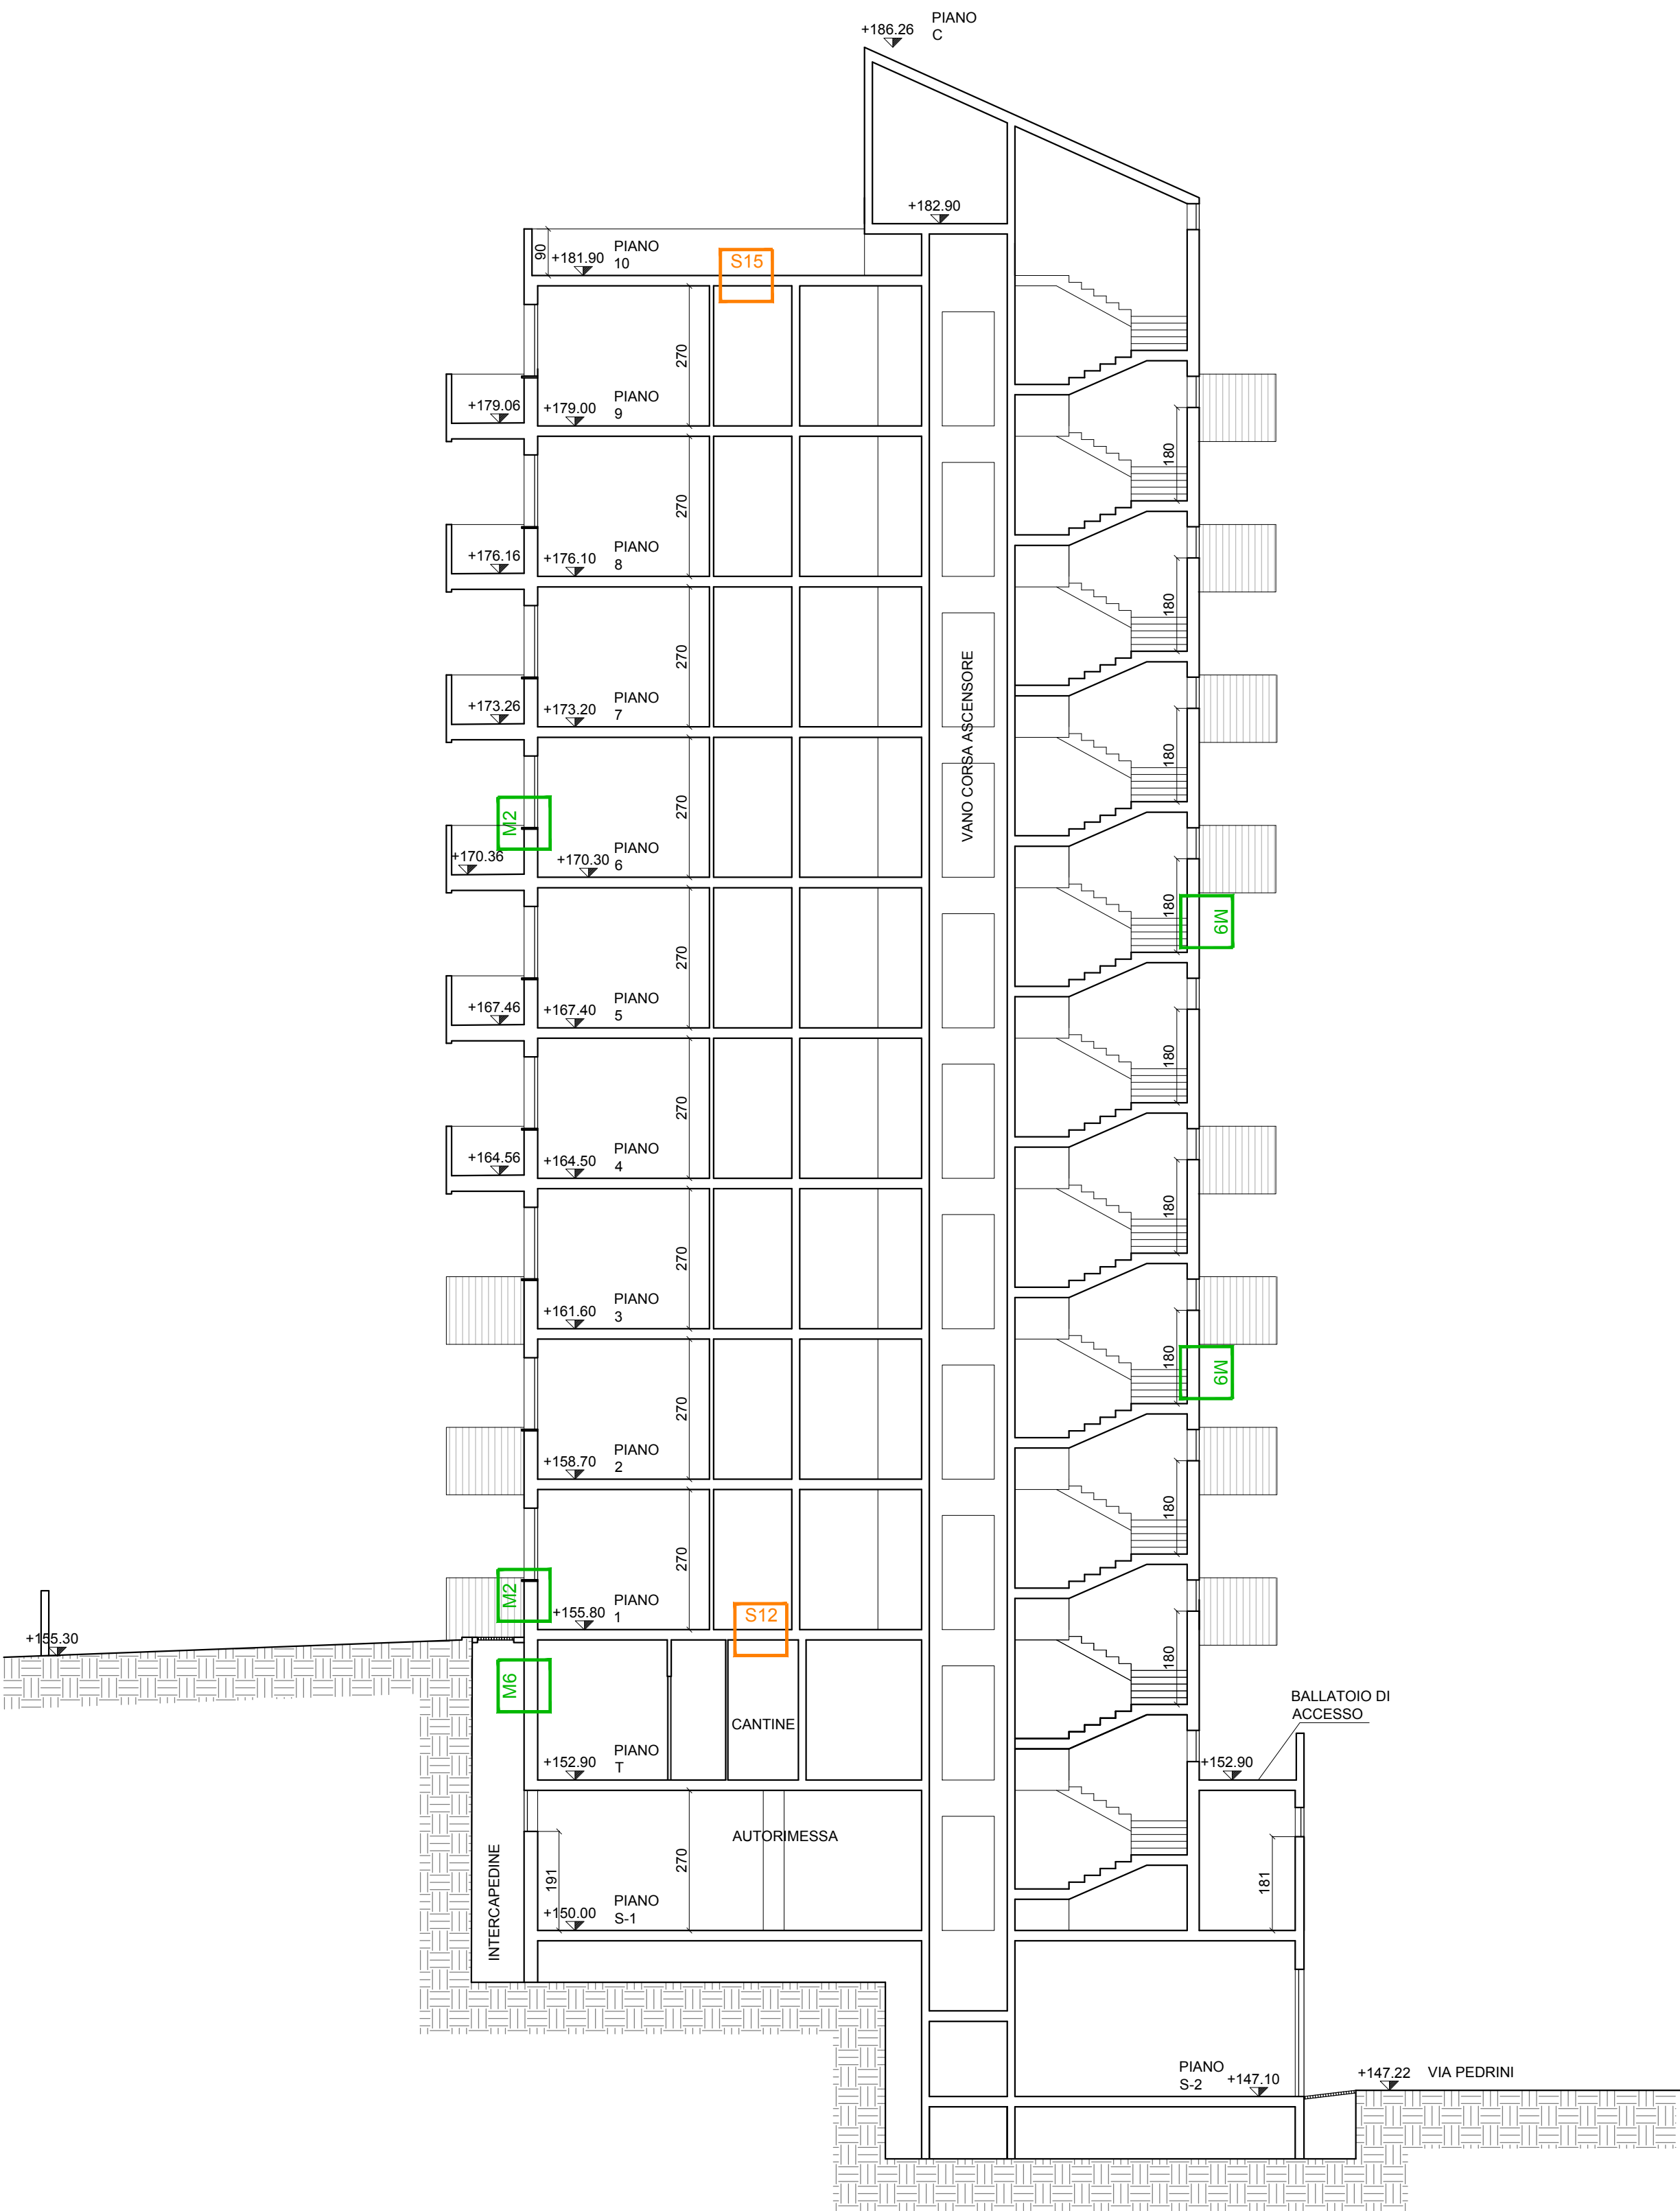 +186.26
PIANO
C
+182.90
90
+181.90
PIANO
10
S15
270
+179.06
+179.00
PIANO
9
180
270
+176.16
+176.10
PIANO
8
180
270
+173.26
+173.20
PIANO
7
VANO CORSA ASCENSORE
180
270
M2
+170.36
+170.30
PIANO
6
180
M9
270
+167.46
+167.40
PIANO
5
180
270
+164.56
+164.50
PIANO
4
180
270
+161.60
PIANO
3
180
M9
270
+158.70
PIANO
2
180
270
M2
+155.80
PIANO
1
S12
180
+155.30
M6
CANTINE
BALLATOIO DI
ACCESSO
+152.90
PIANO
T
+152.90
AUTORIMESSA
191
270
181
INTERCAPEDINE
+150.00
PIANO
S-1
PIANO
S-2
+147.10
+147.22
VIA PEDRINI